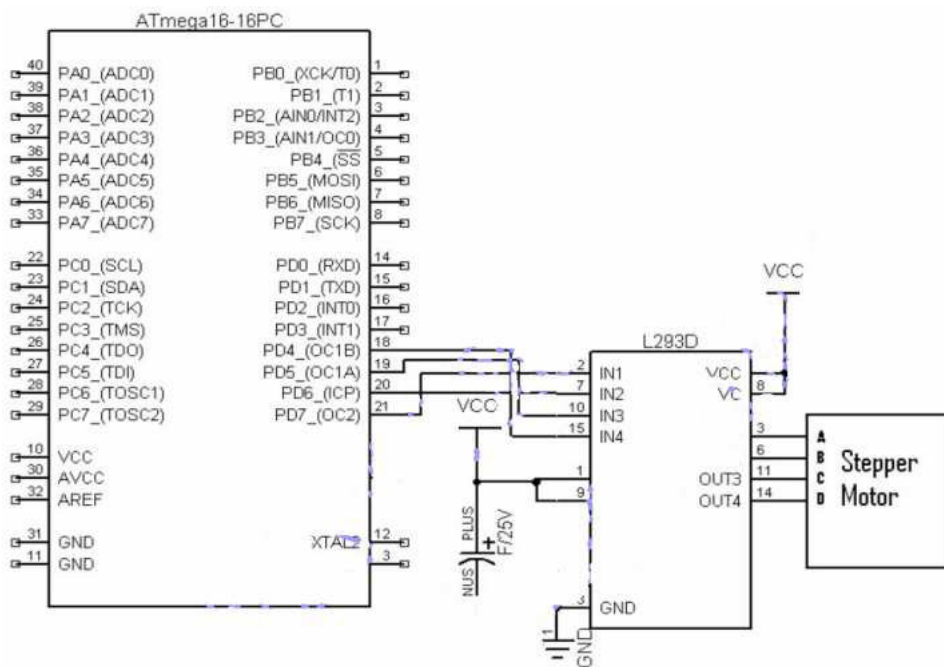 ATmega16-16PC
40 PA0_(ADC0) PB0_(XCK/T0) 1
39 PA1_(ADC1) PB1_(T1) 2
38 PA2_(ADC2) PB2_(AIN0/INT2) 3
37 PA3_(ADC3) PB3_(AIN1/OC0) 4
36 PA4_(ADC4) PB4_(SS) 5
35 PA5_(ADC5) PB5_(MOSI) 6
34 PA6_(ADC6) PB6_(MISO) 7
33 PA7_(ADC7) PB7_(SCK) 8
22 PC0_(SCL) PD0_(RXD) 14
23 PC1_(SDA) PD1_(TXD) 15
24 PC2_(TCK) PD2_(INT0) 16
25 PC3_(TMS) PD3_(INT1) 17
26 PC4_(TDO) PD4_(OC1B) 18
27 PC5_(TDI) PD5_(OC1A) 19
28 PC6_(TOSC1) PD6_(ICP) 20
29 PC7_(TOSC2) PD7_(OC2) 21
10 VCC
30 AVCC
32 AREF
31 GND XTAL2 12
11 GND 3
VCC
PLUS
NUS
+
F/25V
VCC
L293D
2 IN1 VCC
7 IN2 VC 8
10 IN3
15 IN4 3
1 6
9 OUT3 11
OUT4 14
3 GND
1
GND
A
B Stepper
C Motor
D